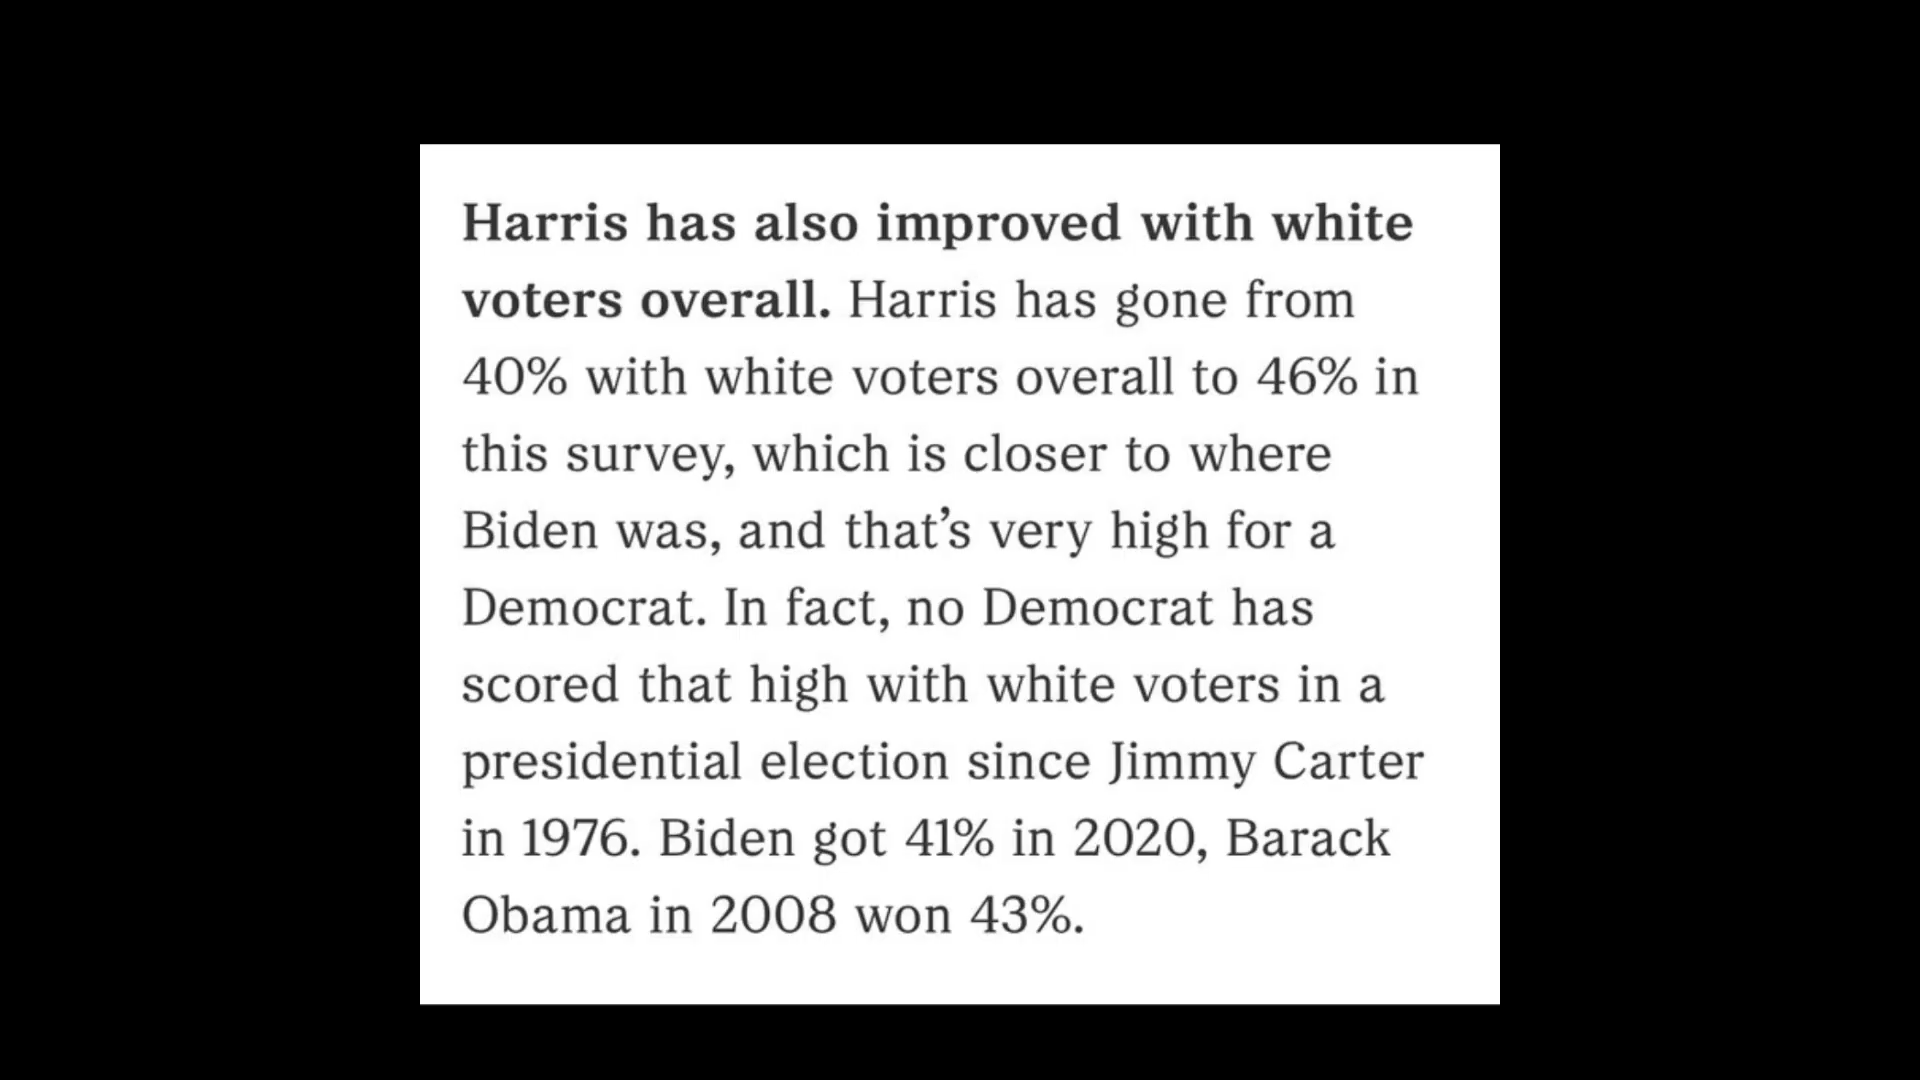 Harris has also improved with white
voters overall. Harris has gone from
40% with white voters overall to 46% in
this survey, which is closer to where
Biden was, and that’s very high for a
Democrat. In fact, no Democrat has
scored that high with white voters in a
presidential election since Jimmy Carter
in 1976. Biden got 41% in 2020, Barack
Obama in 2008 won 43%.